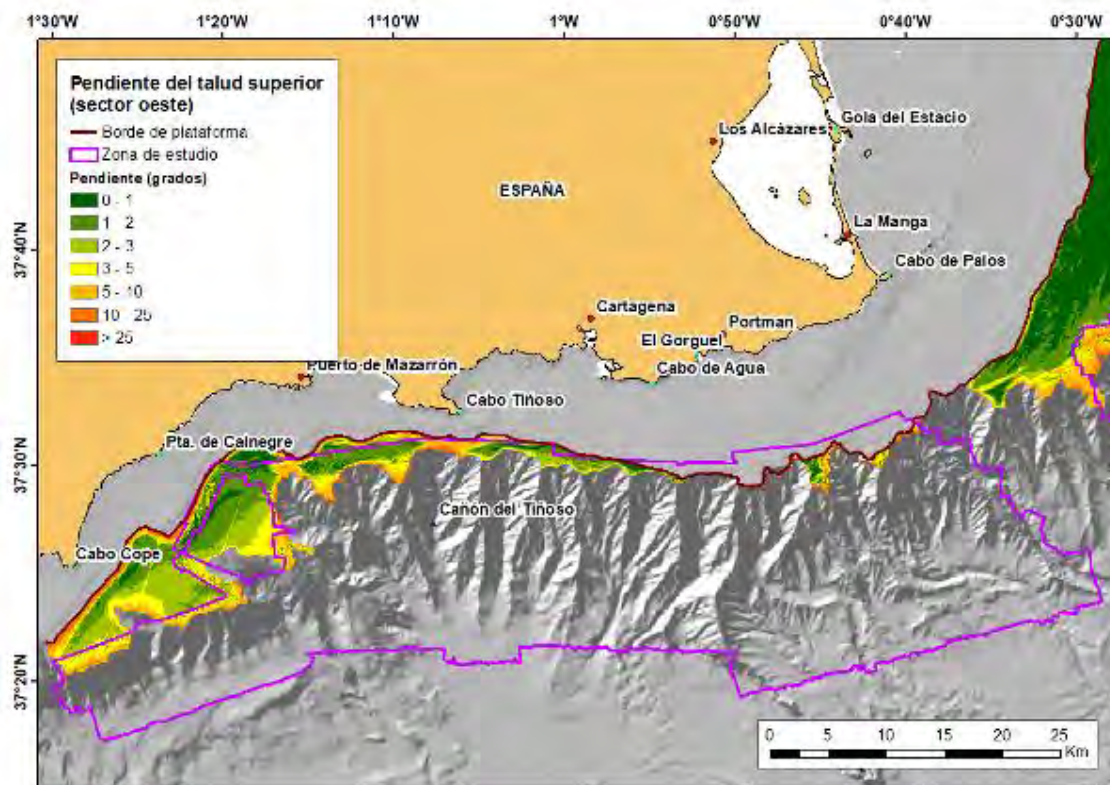 1°30'W 1°20'W 1°10'W 1°W 0°50'W 0°40'W 0°30'W
Pendiente del talud superior
(sector oeste)
Borde de plataforma
Zona de estudio
Pendiente (grados)
0 - 1
1 - 2
2 - 3
3 - 5
5 - 10
10 - 25
> 25
Gola del Estacio
Los Alcázares
ESPAÑA
La Manga
37°40'N
Cabo de Palos
Cartagena
Portman
El Gorguel
Puerto de Mazarrón
Cabo de Agua
Cabo Tiñoso
Pta. de Calnegre
37°30'N
Cañón del Tiñoso
Cabo Cope
37°20'N
0 5 10 15 20 25
Km